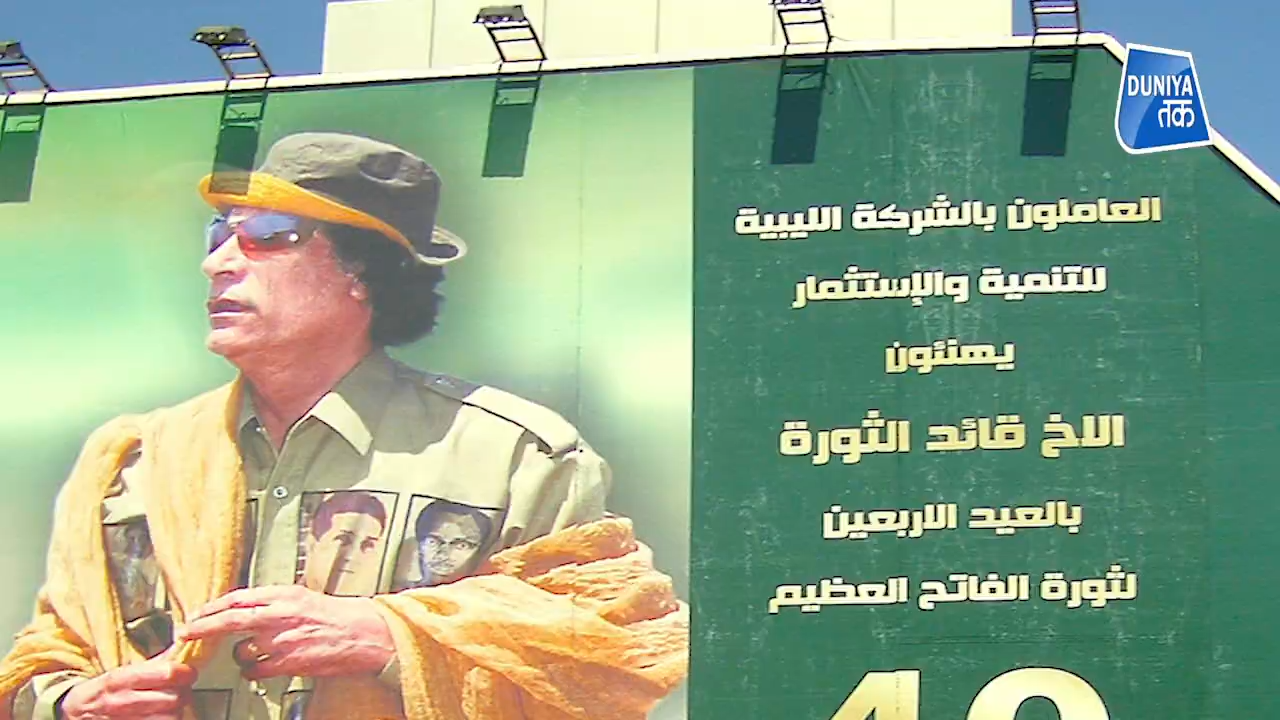 DUNIYA
तक
العاملون بالشركة الليبية
للتنمية والإستثمار
يهنئون
الاخ قائد الثورة
بالعيد الاربعين
لثورة الفاتح العظيم
40